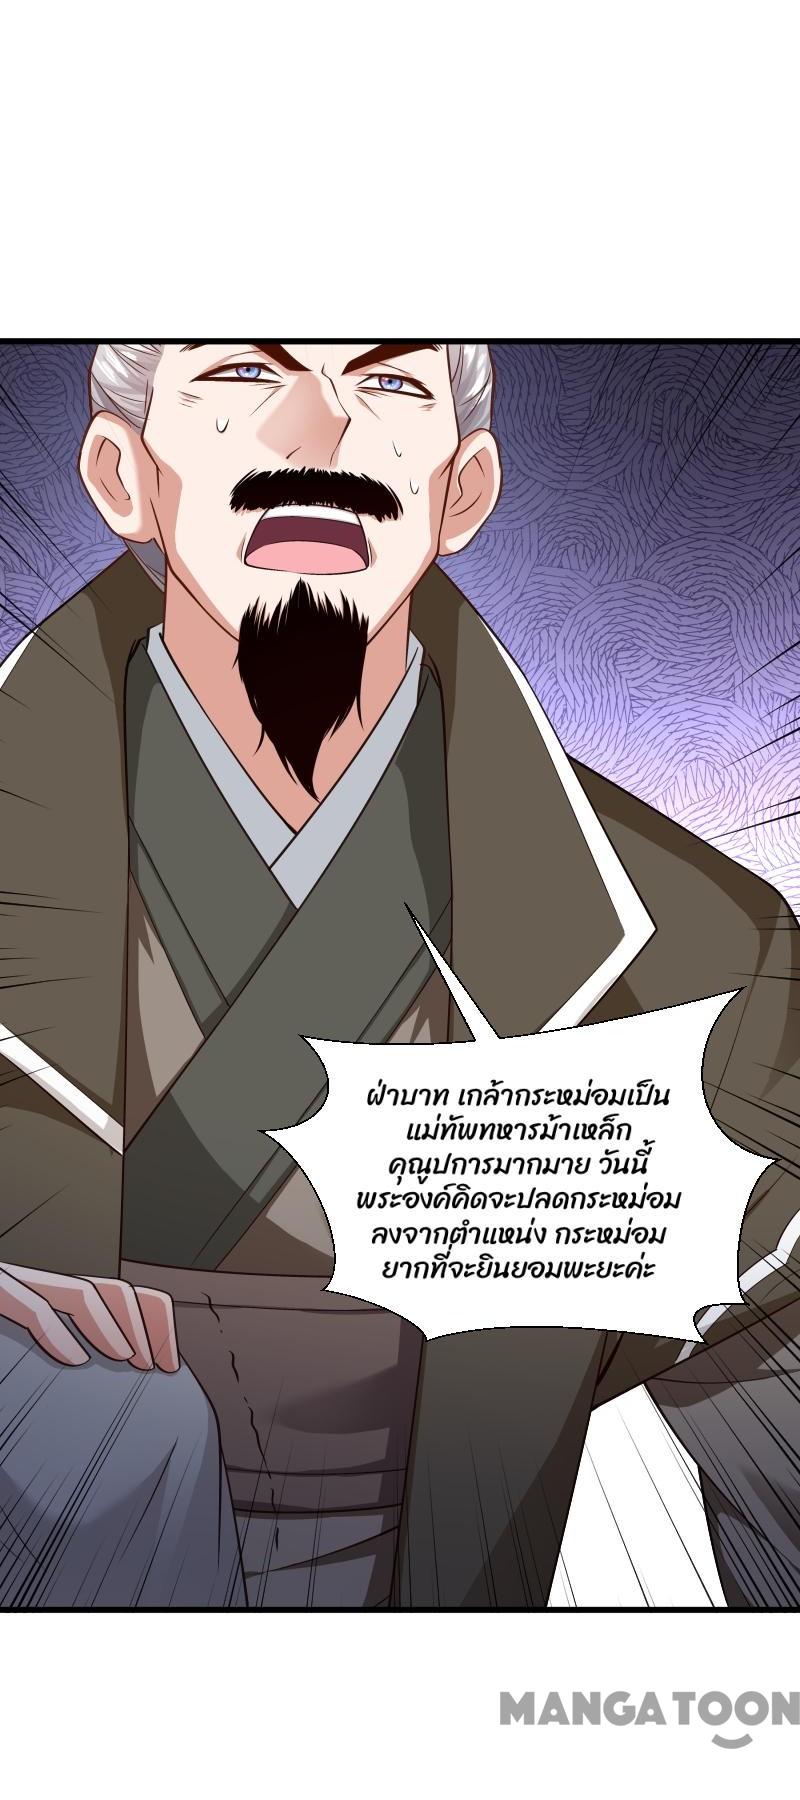 ฝ่าบาท เกล้ากระหม่อมเป็น
แม่ทัพทหารม้าเหล็ก
คุณูปการมากมาย วันนี้
พระองค์คิดจะปลดกระหม่อม
ลงจากตำแหน่ง กระหม่อม
ยากที่จะยินยอมพะยะค่ะ
MANGATOON